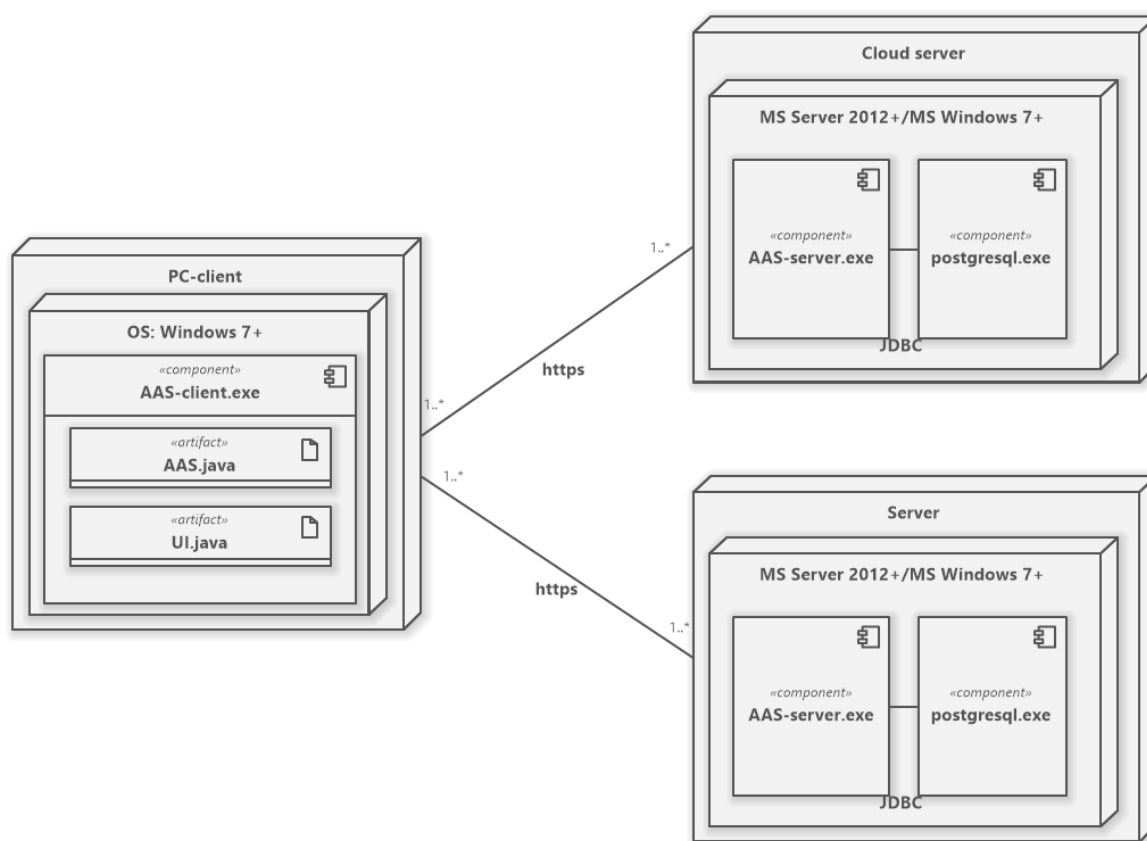 Cloud server
MS Server 2012+/MS Windows 7+
«component»
AAS-server.exe
«component»
postgresql.exe
JDBC
1..*
https
1..*
PC-client
OS: Windows 7+
«component»
AAS-client.exe
«artifact»
AAS.java
«artifact»
UI.java
1..*
https
1..*
Server
MS Server 2012+/MS Windows 7+
«component»
AAS-server.exe
«component»
postgresql.exe
JDBC